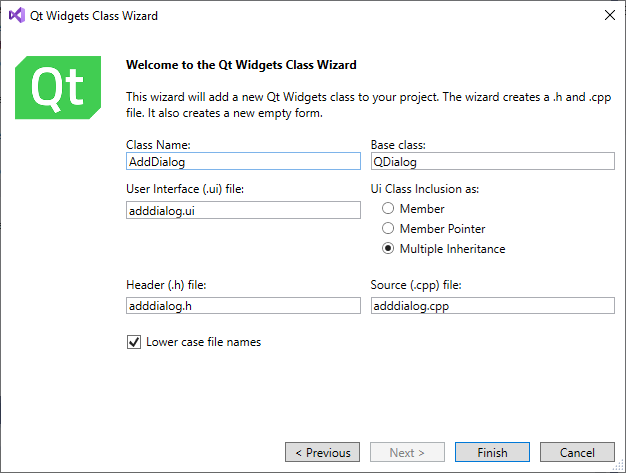 Qt Widgets Class Wizard
Qt
Welcome to the Qt Widgets Class Wizard
This wizard will add a new Qt Widgets class to your project. The wizard creates a .h and .cpp
file. It also creates a new empty form.
Class Name:
Base class:
AddDialog
QDialog
User Interface (.ui) file:
Ui Class Inclusion as:
adddialog.ui
Member
Member Pointer
Multiple Inheritance
Header (.h) file:
Source (.cpp) file:
adddialog.h
adddialog.cpp
Lower case file names
< Previous
Next >
Finish
Cancel